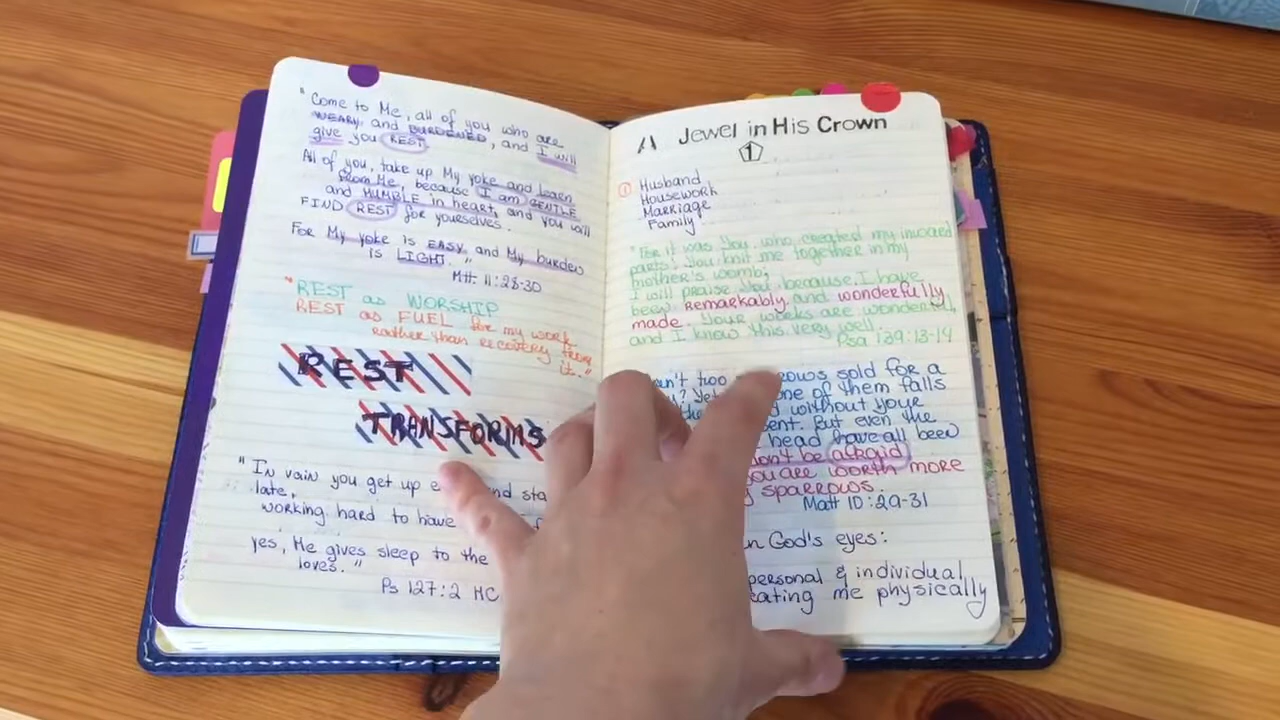 "Come to Me, all of you who are
WEARY, and BURDENED, and I will
give you REST.
All of you, take up My yoke and learn
from Me, because I am GENTLE
and HUMBLE in heart, and you will
FIND REST for yourselves.
For My yoke is EASY, and My burden
is LIGHT."
Mtt. 11:28-30
"REST as WORSHIP
REST as FUEL for my work
rather than recovery from
it."
REST
TRANSFORMS
"In vain you get up and sta
late,
working hard to have
yes, He gives sleep to the
loves."
Ps 127:2 HC
A Jewel in His Crown
1
① Husband
Housework
Marriage
Family
"For it was You who created my inward
parts; You knit me together in my
mother's womb;
I will praise You because I have
been REMARKABLY and wonderfully
made. Your works are wonderful,
and I know this very well.
Psa 139:13-14
two sold for a
Yet one of them falls
without your
But even the
head have all been
don't be afraid
you are worth more
sparrows.
Matt 10:29-31
God's eyes:
personal & individual
me physically